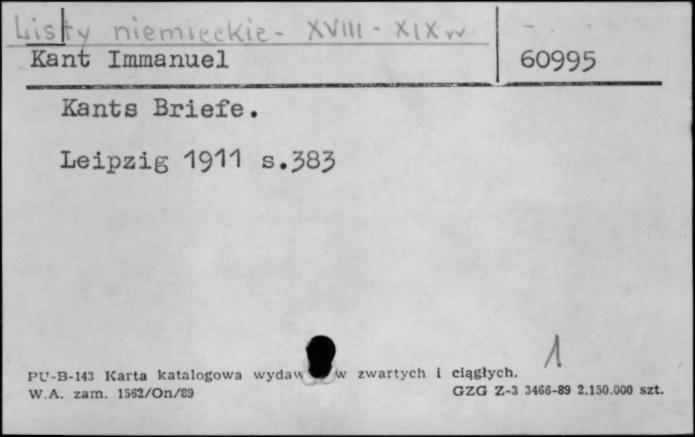 Listy niemieckie - XVIII - XIX w.
Kant Immanuel 60995
Kants Briefe.
Leipzig 1911 s.383
1
PU-B-143 Karta katalogowa wydaw w zwartych i ciągłych.
W.A. zam. 1562/On/89 GZG Z-3 3466-89 2.150.000 szt.